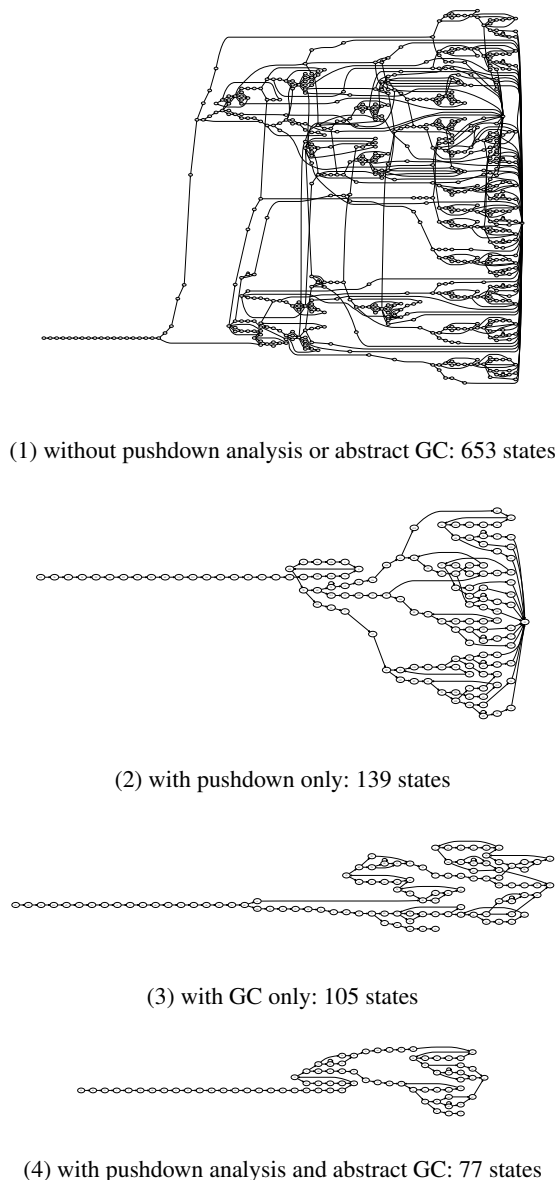 (1) without pushdown analysis or abstract GC: 653 states
(2) with pushdown only: 139 states
(3) with GC only: 105 states
(4) with pushdown analysis and abstract GC: 77 states